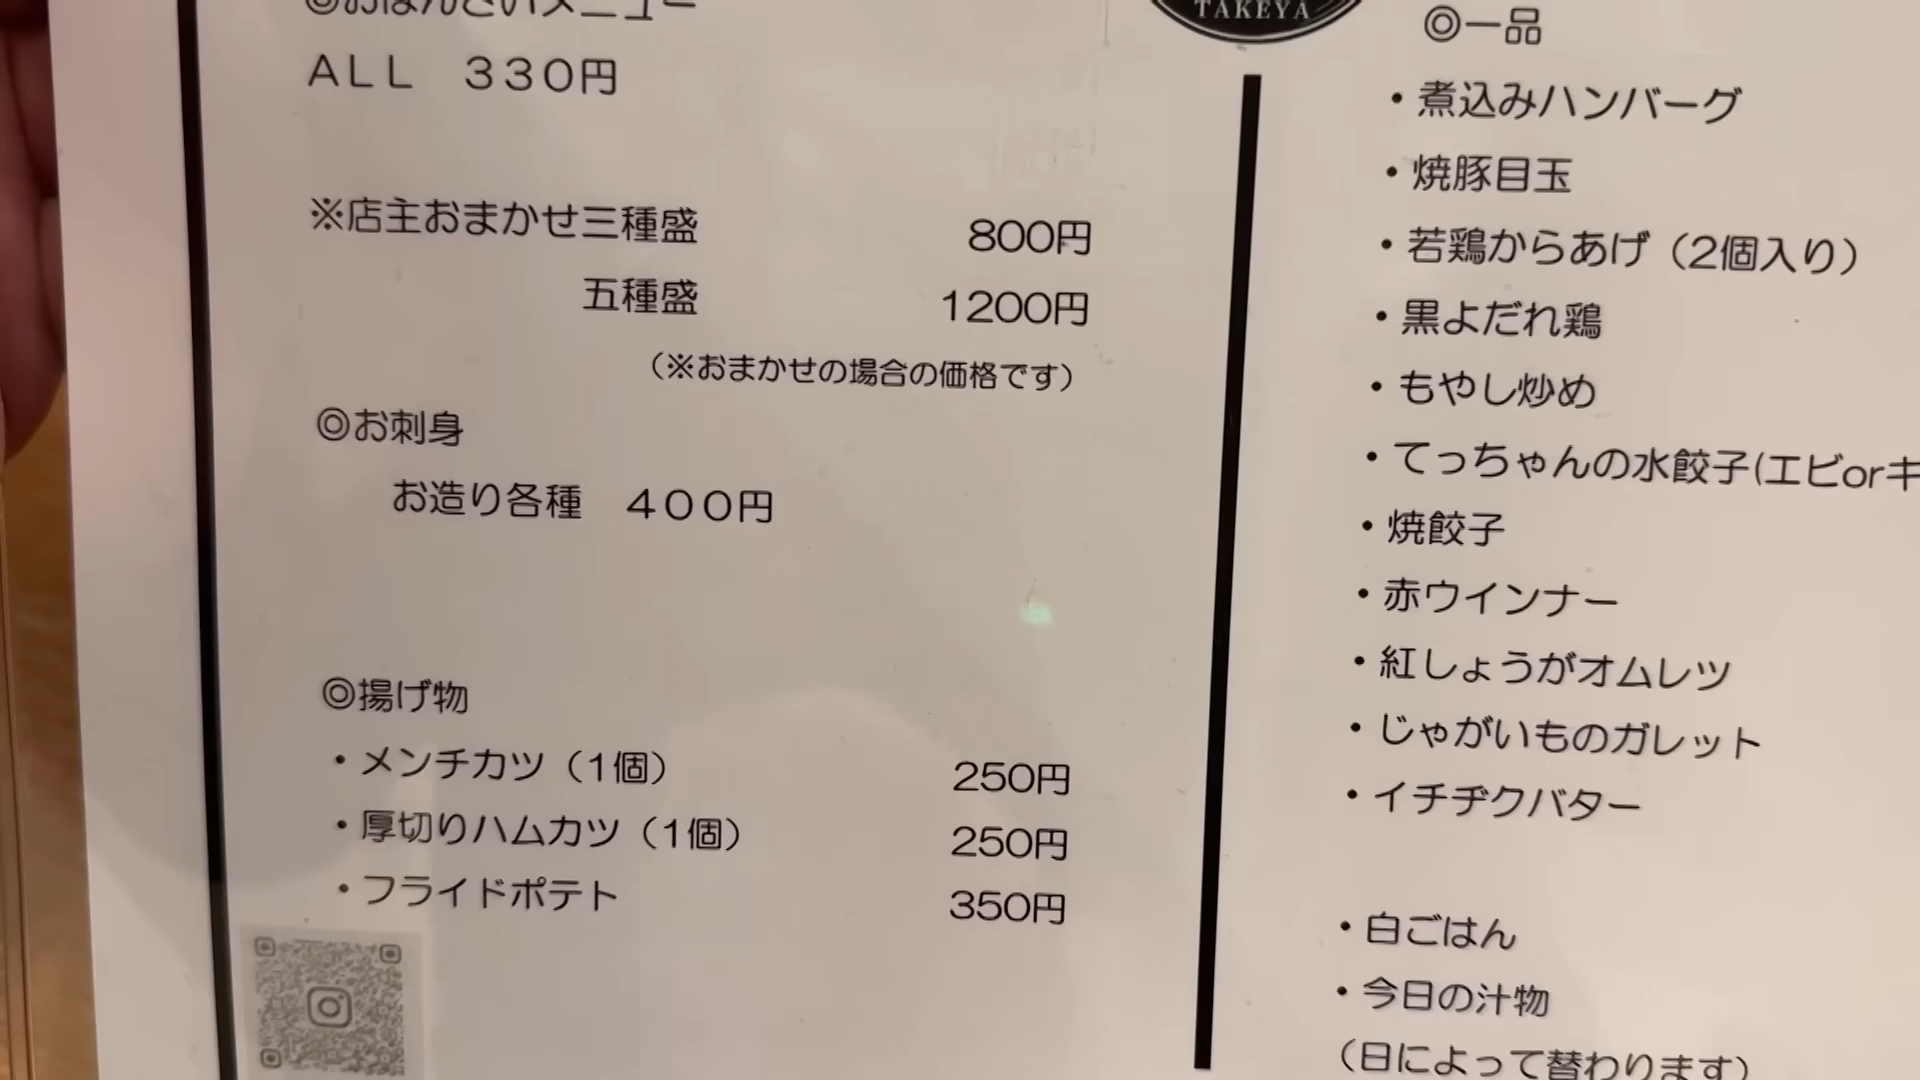 ◎おばんざいメニュー
ALL 330円
※店主おまかせ三種盛 800円
五種盛 1200円
(※おまかせの場合の価格です)
◎お刺身
お造り各種 400円
◎揚げ物
・メンチカツ(1個) 250円
・厚切りハムカツ(1個) 250円
・フライドポテト 350円
TAKEYA
◎一品
・煮込みハンバーグ
・焼豚目玉
・若鶏からあげ(2個入り)
・黒よだれ鶏
・もやし炒め
・てっちゃんの水餃子(エビorキ
・焼餃子
・赤ウインナー
・紅しょうがオムレツ
・じゃがいものガレット
・イチヂクバター
・白ごはん
・今日の汁物
(日によって替わります)